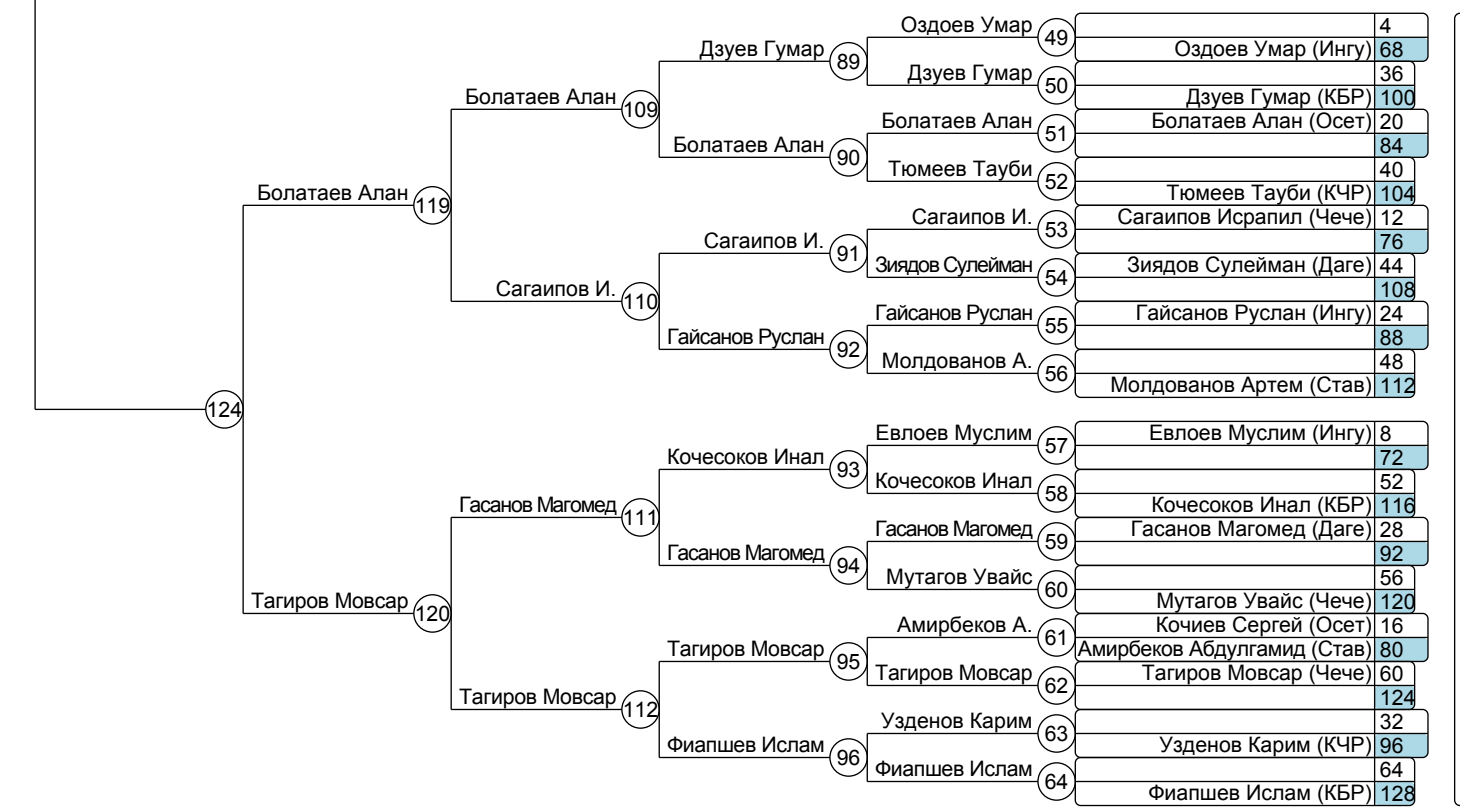 Оздоев Умар 49 4
Дзуев Гумар 89 Оздоев Умар (Ингу) 68
Дзуев Гумар 50 36
Болатаев Алан 109 Дзуев Гумар (КБР) 100
Болатаев Алан 51 Болатаев Алан (Осет) 20
Болатаев Алан 90 84
Тюмеев Тауби 52 40
Болатаев Алан 119 Тюмеев Тауби (КЧР) 104
Сагаипов И. 53 Сагаипов Исрапил (Чече) 12
Сагаипов И. 91 76
Зиядов Сулейман 54 Зиядов Сулейман (Даге) 44
Сагаипов И. 110 108
Гайсанов Руслан 55 Гайсанов Руслан (Ингу) 24
Гайсанов Руслан 92 88
Молдованов А. 56 48
Молдованов Артем (Став) 112
124
Евлоев Муслим 57 Евлоев Муслим (Ингу) 8
Кочесоков Инал 93 72
Кочесоков Инал 58 52
Гасанов Магомед 111 Кочесоков Инал (КБР) 116
Гасанов Магомед 59 Гасанов Магомед (Даге) 28
Гасанов Магомед 94 92
Мутагов Увайс 60 56
Тагиров Мовсар 120 Мутагов Увайс (Чече) 120
Амирбеков А. 61 Кочиев Сергей (Осет) 16
Тагиров Мовсар 95 Амирбеков Абдулгамид (Став) 80
Тагиров Мовсар 62 Тагиров Мовсар (Чече) 60
Тагиров Мовсар 112 124
Узденов Карим 63 32
Фиапшев Ислам 96 Узденов Карим (КЧР) 96
Фиапшев Ислам 64 64
Фиапшев Ислам (КБР) 128